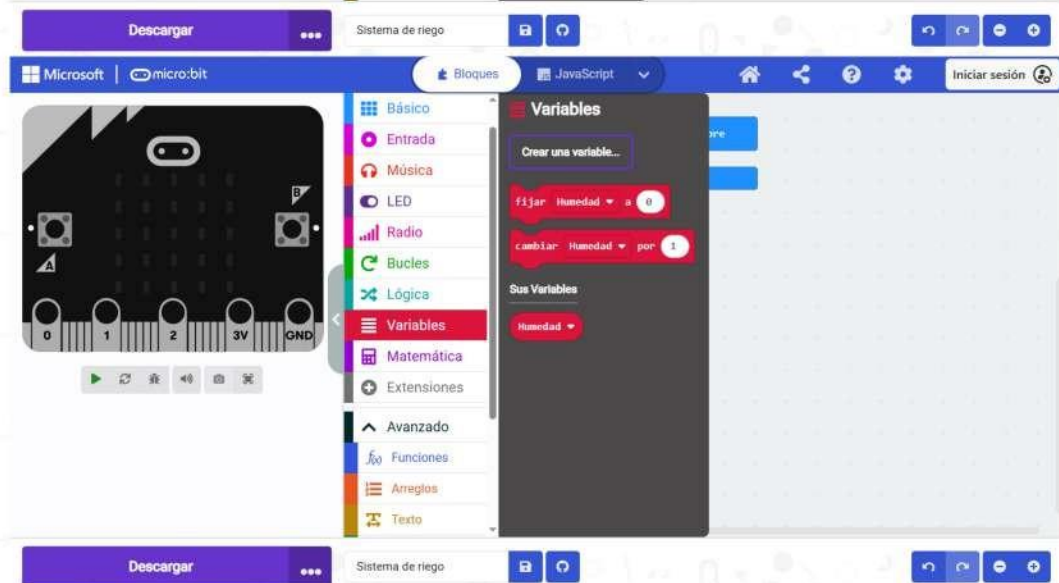 Descargar
Sistema de riego
Microsoft
micro:bit
Bloques
JavaScript
Iniciar sesión
B
A
0
1
2
3V
GND
Básico
Entrada
Música
LED
Radio
Bucles
Lógica
Variables
Matemática
Extensiones
Avanzado
Funciones
Arreglos
Texto
Variables
Crear una variable...
fijar Humedad a 0
cambiar Humedad por 1
Sus Variables
Humedad
Descargar
Sistema de riego